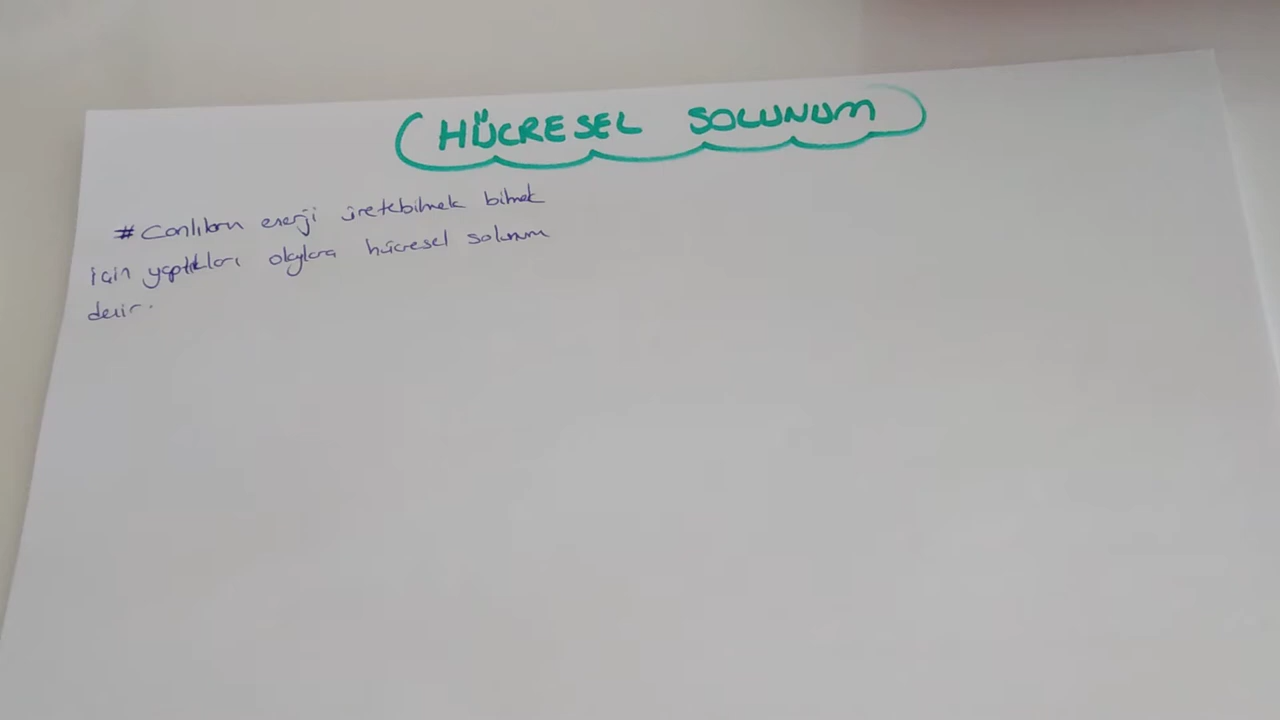 HÜCRESEL SOLUNUM
# Canlıların enerji üretebilmek bilmek
için yaptıkları olaylara hücresel solunum
denir.